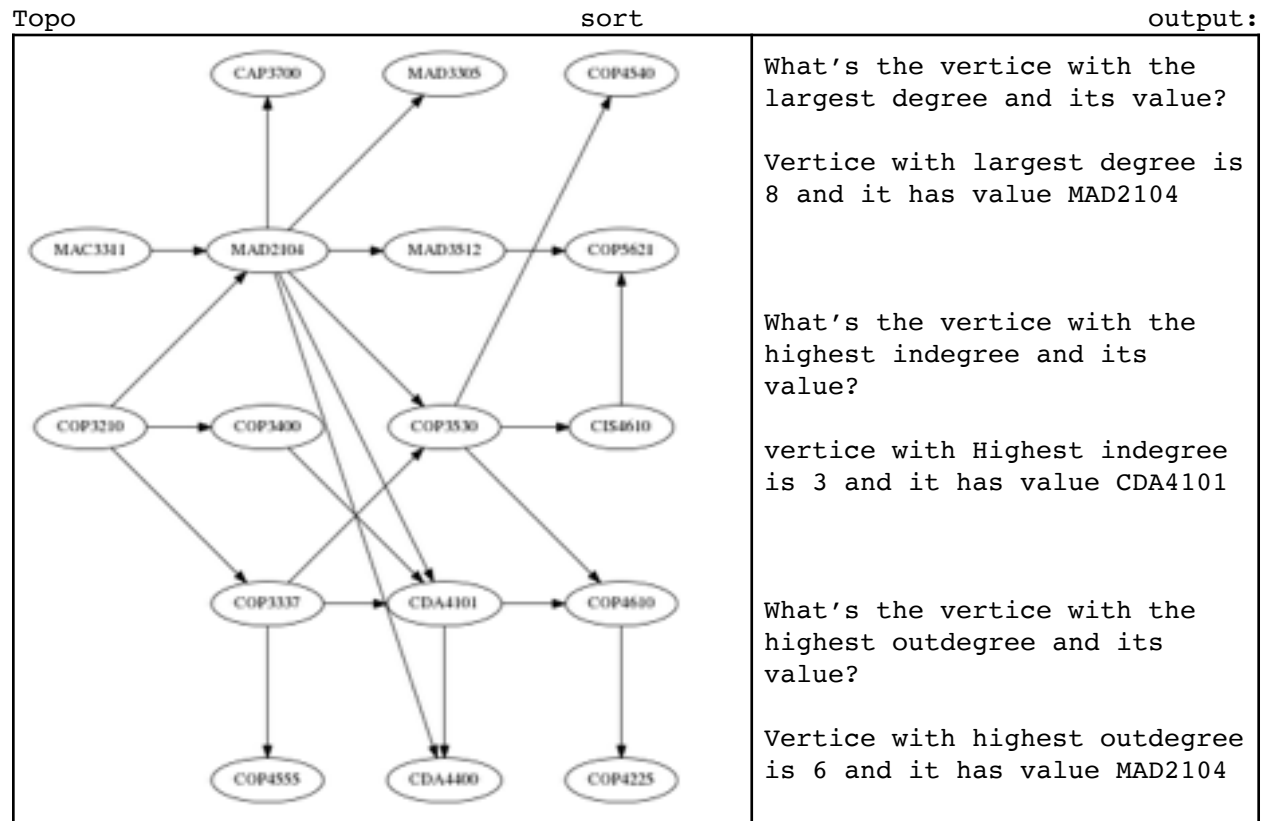 Topo sort output:
CAP3700 MAD3305 COP4540
MAC3311 MAD2104 MAD3512 COP5621
COP3210 COP3400 COP3530 CIS4610
COP3337 CDA4101 COP4610
COP4555 CDA4400 COP4225
What's the vertice with the
largest degree and its value?
Vertice with largest degree is
8 and it has value MAD2104
What's the vertice with the
highest indegree and its
value?
vertice with Highest indegree
is 3 and it has value CDA4101
What's the vertice with the
highest outdegree and its
value?
Vertice with highest outdegree
is 6 and it has value MAD2104